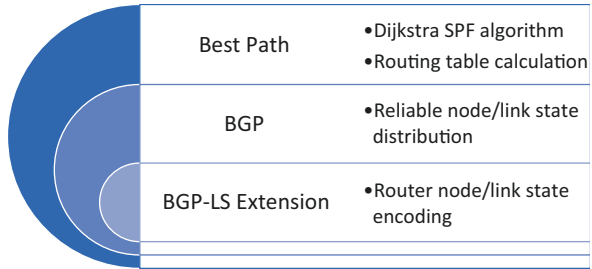 Best Path
•Dijkstra SPF algorithm
•Routing table calculation
BGP
•Reliable node/link state
distribution
BGP-LS Extension
•Router node/link state
encoding